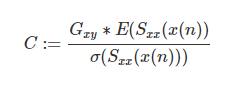 C := \frac{G_{xy} * E(S_{xx}(x(n))}{\sigma(S_{xx}(x(n)))}